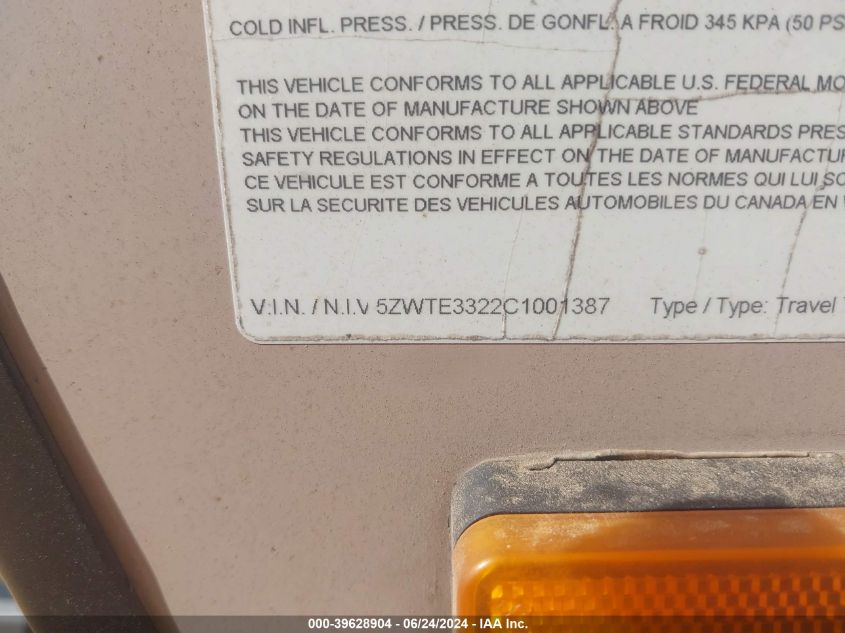 COLD INFL. PRESS. / PRESS. DE GONFL. A FROID 345 KPA (50 PS
THIS VEHICLE CONFORMS TO ALL APPLICABLE U.S. FEDERAL MO
ON THE DATE OF MANUFACTURE SHOWN ABOVE
THIS VEHICLE CONFORMS TO ALL APPLICABLE STANDARDS PRES
SAFETY REGULATIONS IN EFFECT ON THE DATE OF MANUFACTUR
CE VEHICULE EST CONFORME A TOUTES LES NORMES QUI LUI SO
SUR LA SECURITE DES VEHICULES AUTOMOBILES DU CANADA EN V
V.I.N. / N.I.V 5ZWTE3322C1001387 Type / Type: Travel T
000-39628904 - 06/24/2024 - IAA Inc.